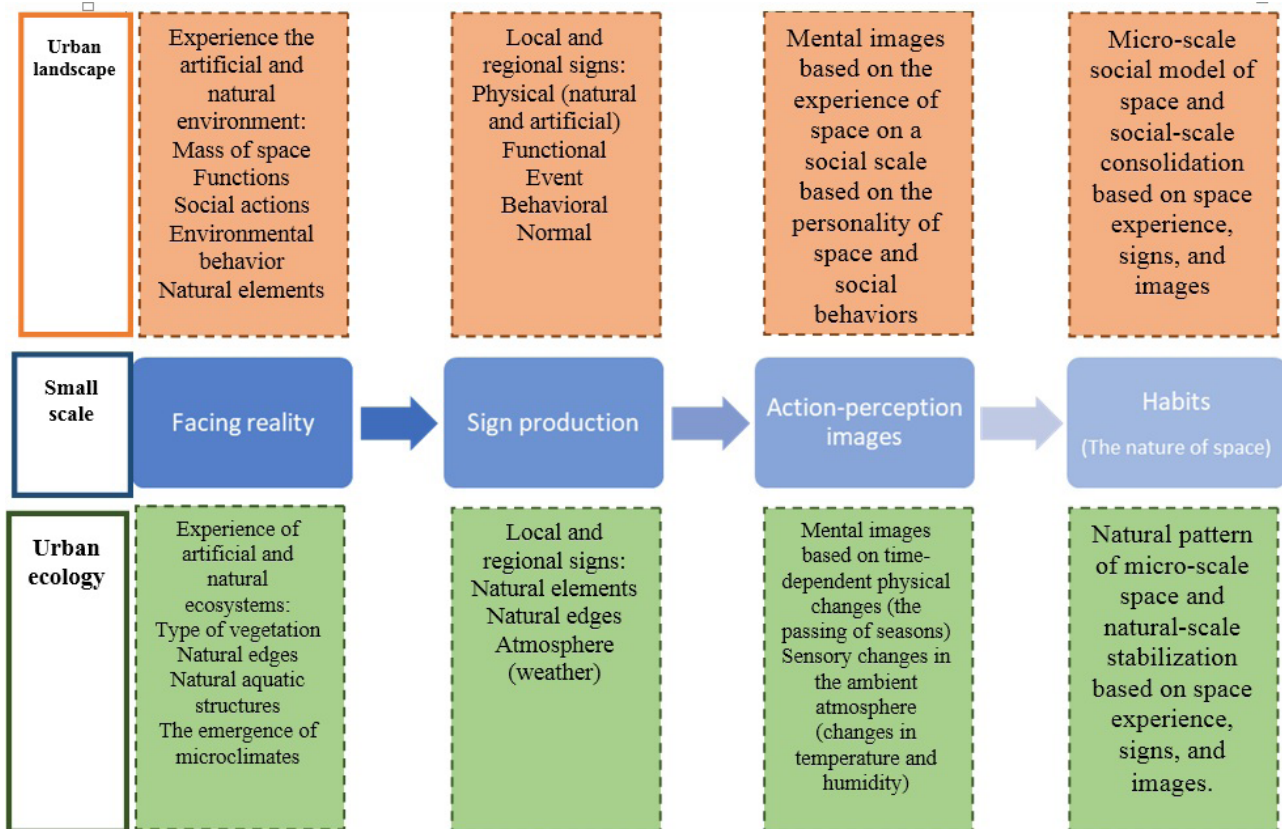 Urban
landscape
Experience the
artificial and
natural
environment:
Mass of space
Functions
Social actions
Environmental
behavior
Natural elements
Local and
regional signs:
Physical (natural
and artificial)
Functional
Event
Behavioral
Normal
Mental images
based on the
experience of
space on a
social scale
based on the
personality of
space and
social
behaviors
Micro-scale
social model of
space and
social-scale
consolidation
based on space
experience,
signs, and
images
Small
scale
Facing reality
Sign production
Action-perception
images
Habits
(The nature of space)
Urban
ecology
Experience of
artificial and
natural
ecosystems:
Type of vegetation
Natural edges
Natural aquatic
structures
The emergence of
microclimates
Local and
regional signs:
Natural elements
Natural edges
Atmosphere
(weather)
Mental images
based on time-
dependent physical
changes (the
passing of seasons)
Sensory changes in
the ambient
atmosphere
(changes in
temperature and
humidity)
Natural pattern
of micro-scale
space and
natural-scale
stabilization
based on space
experience,
signs, and
images.